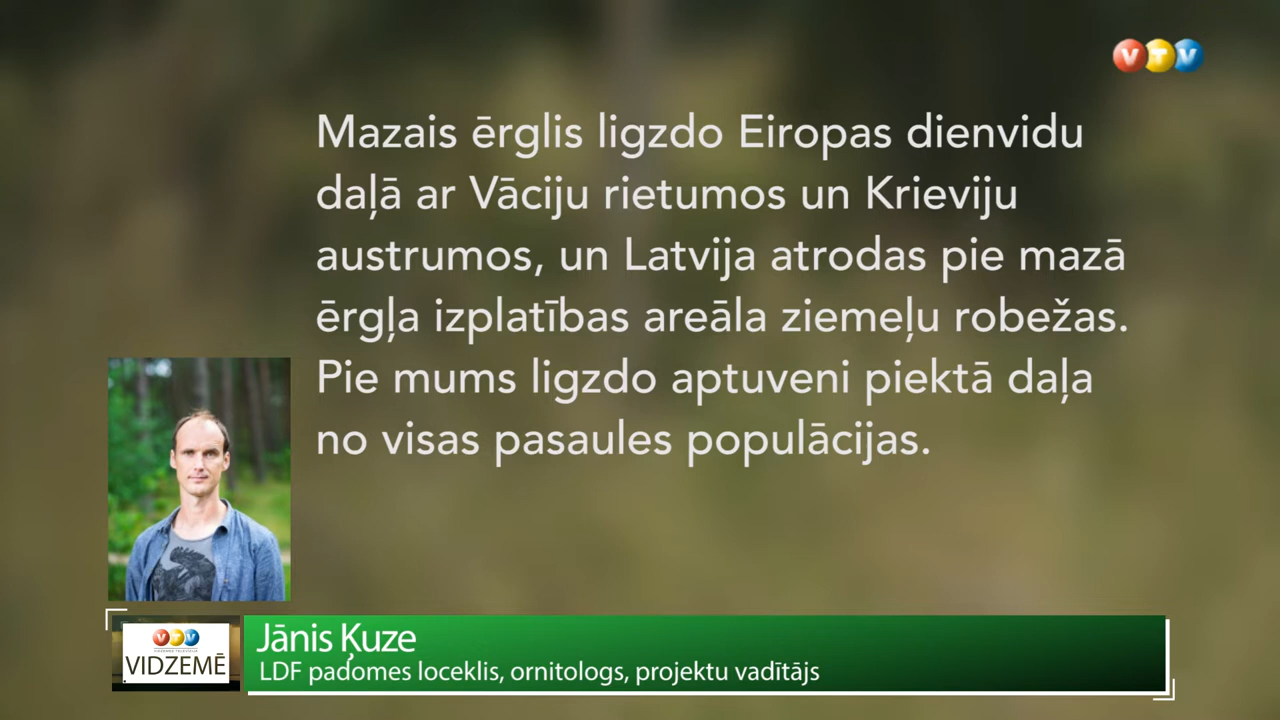 VTV
Mazais ērglis ligzdo Eiropas dienvidu
daļā ar Vāciju rietumos un Krieviju
austrumos, un Latvija atrodas pie mazā
ērgļa izplatības areāla ziemeļu robežas.
Pie mums ligzdo aptuveni piektā daļa
no visas pasaules populācijas.
VTV
VIDZEMĒ
Jānis Ķuze
LDF padomes loceklis, ornitologs, projektu vadītājs